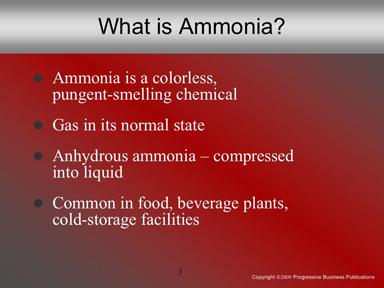 What is Ammonia?
Ammonia is a colorless,
pungent-smelling chemical
Gas in its normal state
Anhydrous ammonia – compressed
into liquid
Common in food, beverage plants,
cold-storage facilities
3
Copyright ©2009 Progressive Business Publications